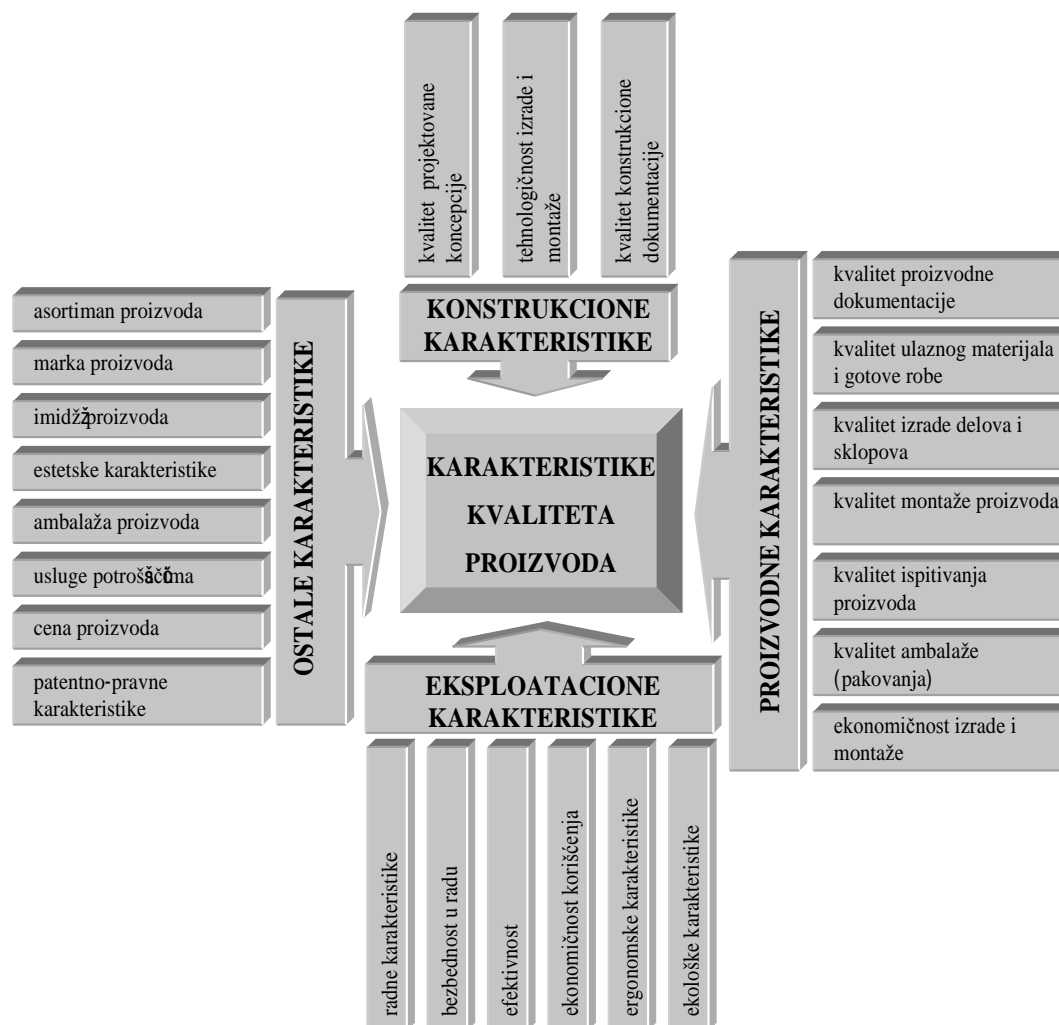 kvalitet projektovane
koncepcije
tehnologičnost izrade i
montaže
kvalitet konstrukcione
dokumentacije
KONSTRUKCIONE
KARAKTERISTIKE
asortiman proizvoda
marka proizvoda
imidž proizvoda
estetske karakteristike
ambalaža proizvoda
usluge potrošačima
cena proizvoda
patentno-pravne
karakteristike
OSTALE KARAKTERISTIKE
KARAKTERISTIKE
KVALITETA
PROIZVODA
PROIZVODNE KARAKTERISTIKE
kvalitet proizvodne
dokumentacije
kvalitet ulaznog materijala
i gotove robe
kvalitet izrade delova i
sklopova
kvalitet montaže proizvoda
kvalitet ispitivanja
proizvoda
kvalitet ambalaže
(pakovanja)
ekonomičnost izrade i
montaže
EKSPLOATACIONE
KARAKTERISTIKE
radne karakteristike
bezbednost u radu
efektivnost
ekonomičnost korišćenja
ergonomske karakteristike
ekološke karakteristike